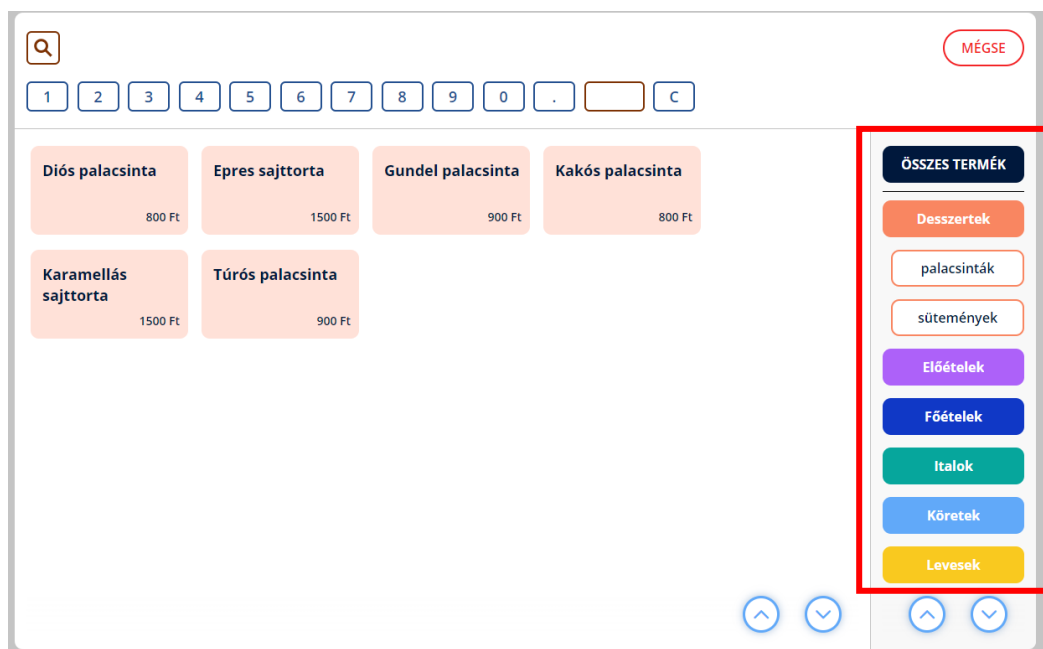 MÉGSE
1 2 3 4 5 6 7 8 9 0 . C
Diós palacsinta
800 Ft
Epres sajttorta
1500 Ft
Gundel palacsinta
900 Ft
Kakós palacsinta
800 Ft
Karamellás
sajttorta
1500 Ft
Túrós palacsinta
900 Ft
ÖSSZES TERMÉK
Desszertek
palacsinták
sütemények
Előételek
Főételek
Italok
Köretek
Levesek